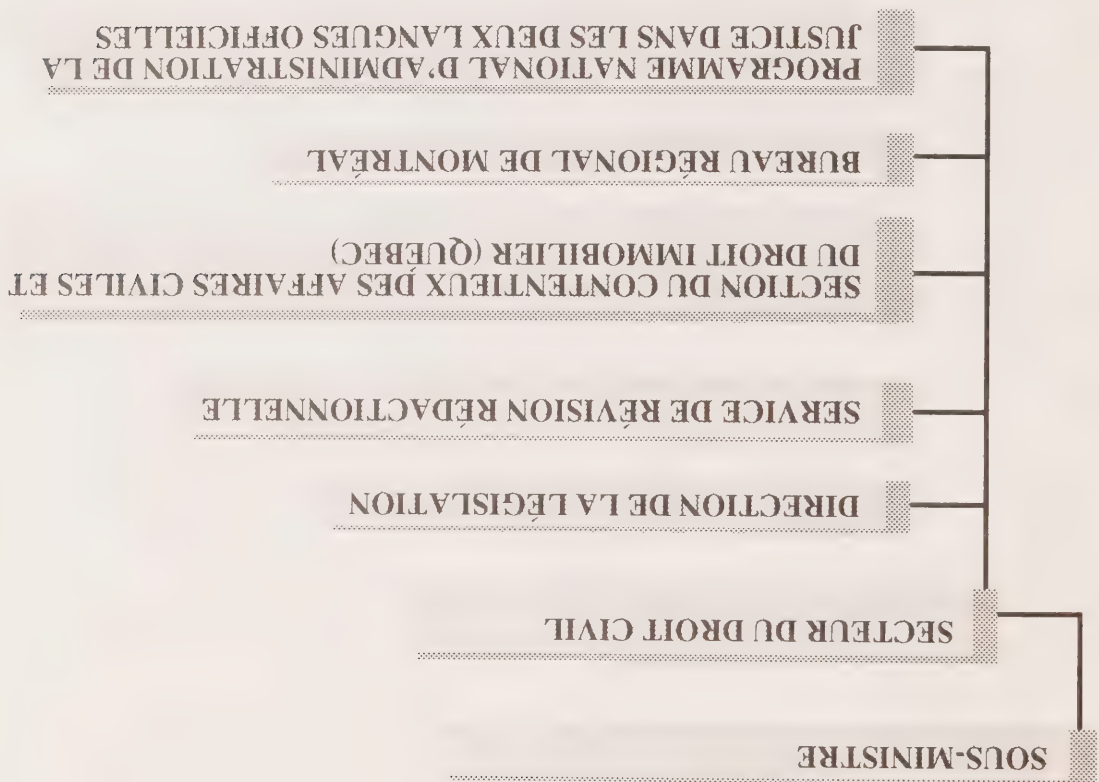 SOUS-MINISTRE
SECTEUR DU DROIT CIVIL
DIRECTION DE LA LÉGISLATION
SERVICE DE RÉVISION RÉDACTIONNELLE
SECTION DU CONTENTIEUX DES AFFAIRES CIVILES ET
DU DROIT IMMOBILIER (QUÉBEC)
BUREAU RÉGIONAL DE MONTRÉAL
PROGRAMME NATIONAL D'ADMINISTRATION DE LA
JUSTICE DANS LES DEUX LANGUES OFFICIELLES